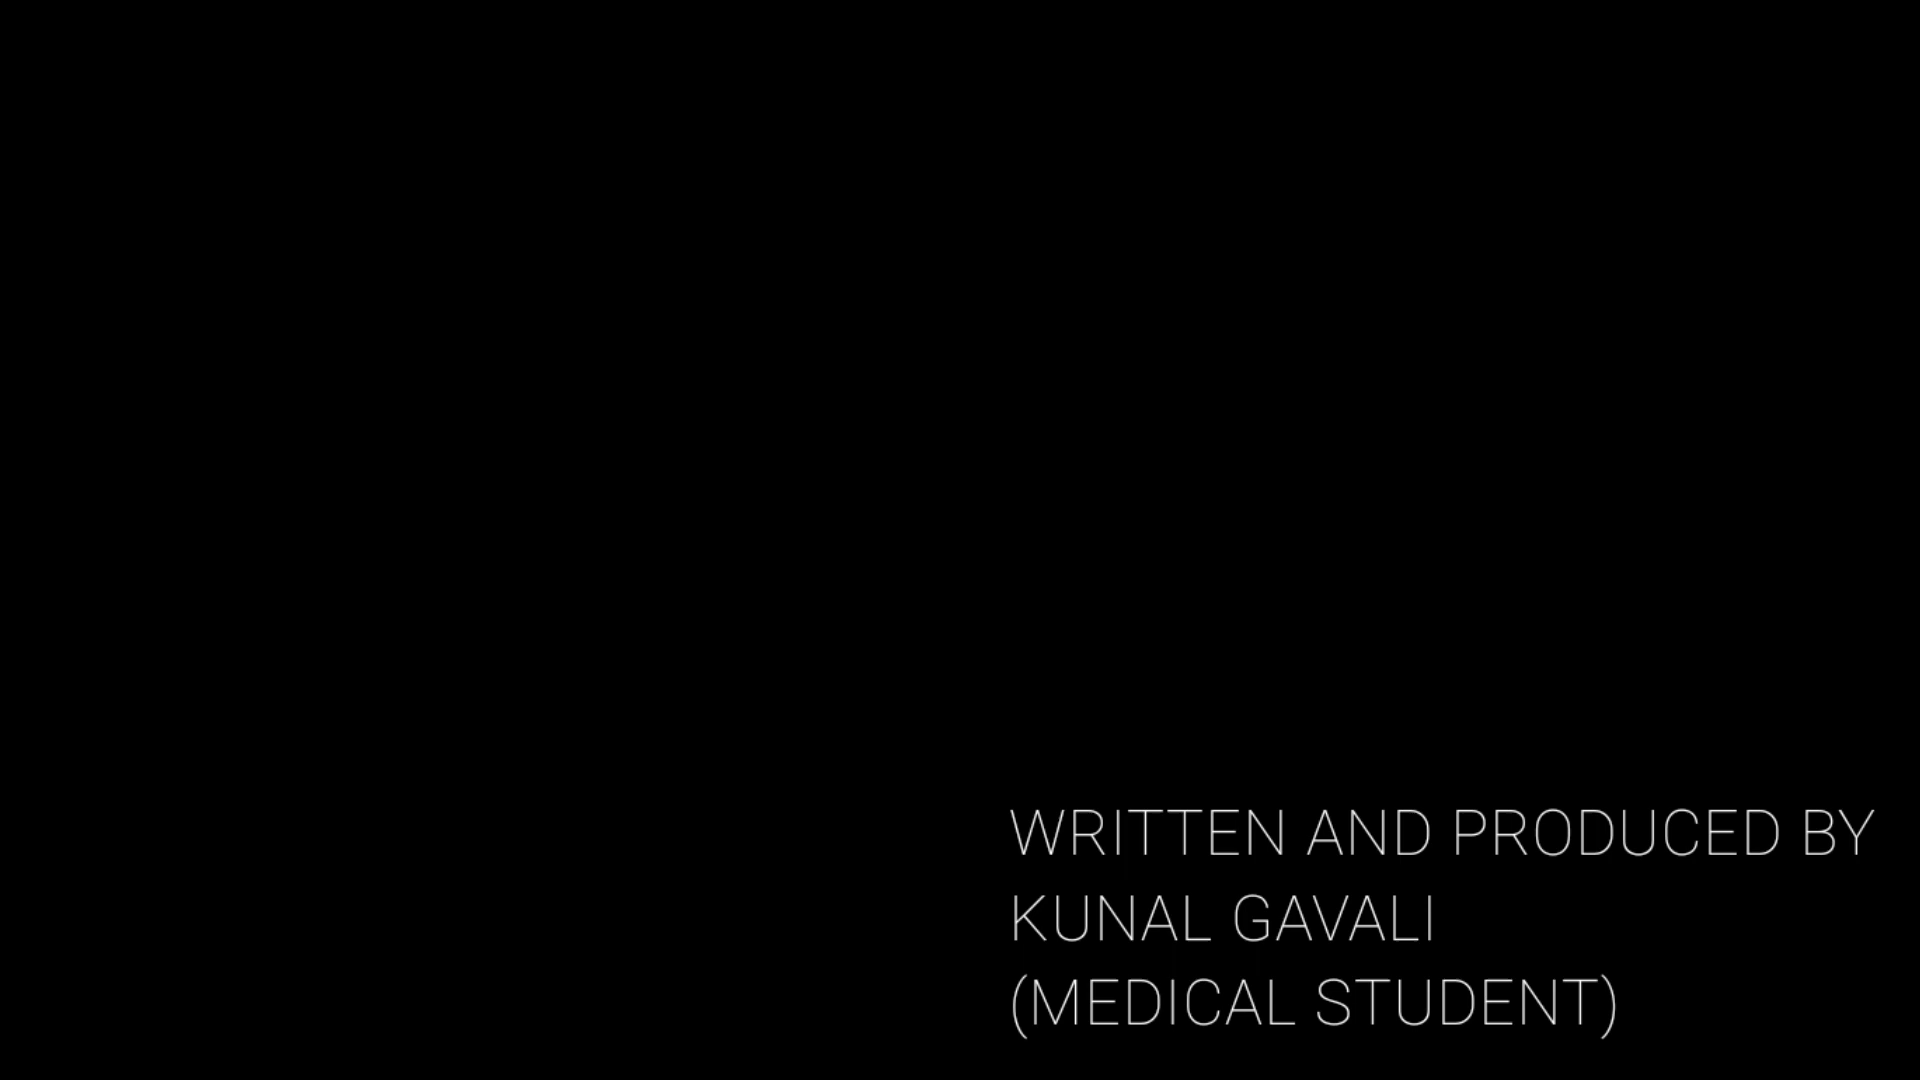 WRITTEN AND PRODUCED BY
KUNAL GAVALI
(MEDICAL STUDENT)